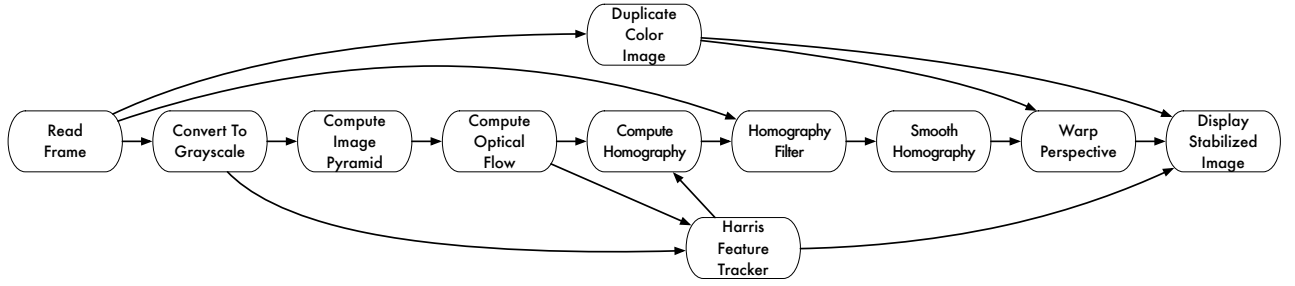 Duplicate
Color
Image
Read
Frame
Convert To
Grayscale
Compute
Image
Pyramid
Compute
Optical
Flow
Compute
Homography
Homography
Filter
Smooth
Homography
Warp
Perspective
Display
Stabilized
Image
Harris
Feature
Tracker